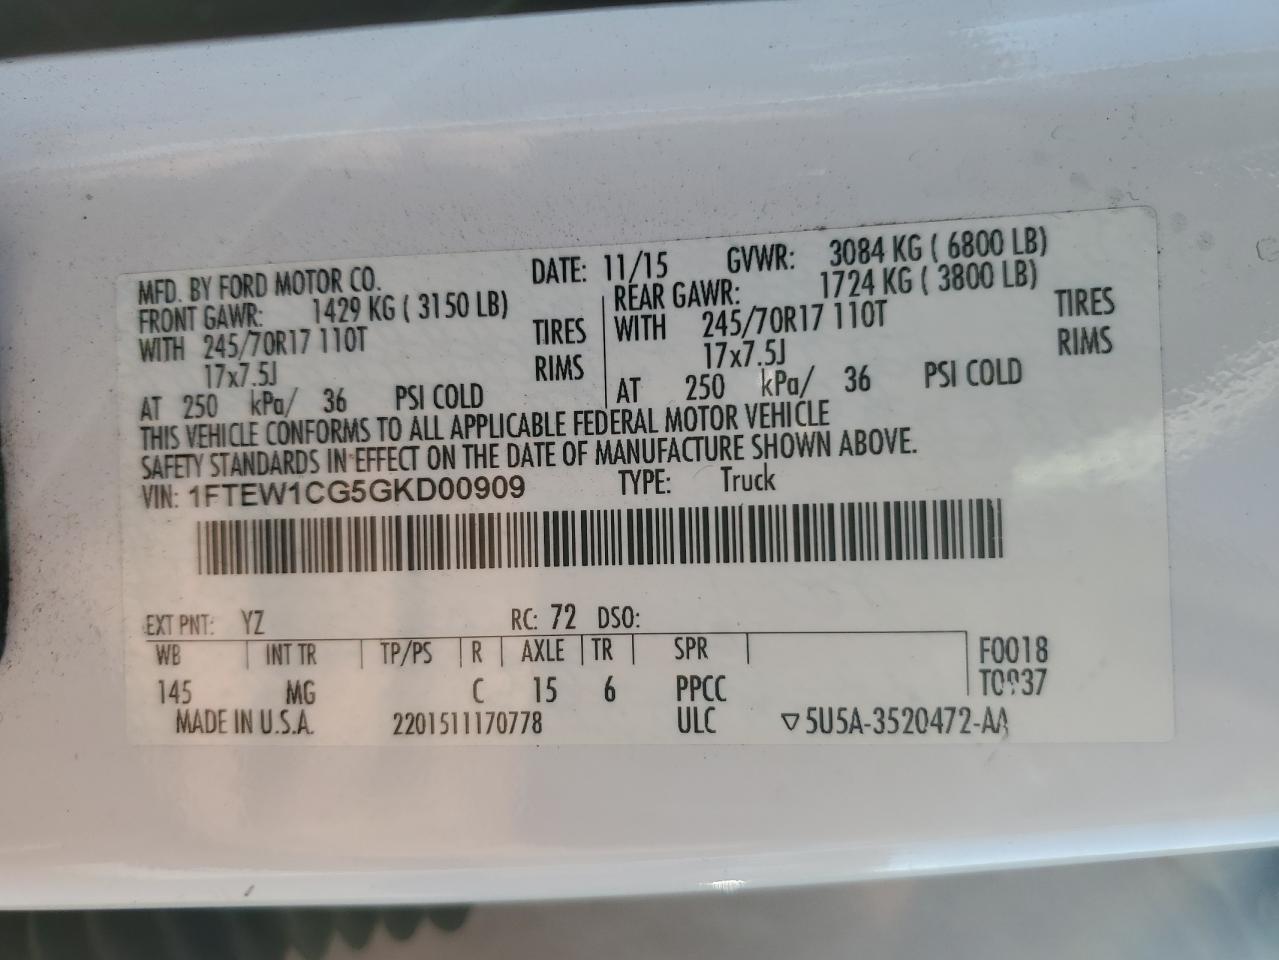 MFD. BY FORD MOTOR CO. DATE: 11/15 GVWR: 3084 KG ( 6800 LB)
FRONT GAWR: 1429 KG ( 3150 LB) REAR GAWR: 1724 KG ( 3800 LB)
WITH 245/70R17 110T TIRES WITH 245/70R17 110T TIRES
17x7.5J RIMS 17x7.5J RIMS
AT 250 kPa/ 36 PSI COLD AT 250 kPa/ 36 PSI COLD
THIS VEHICLE CONFORMS TO ALL APPLICABLE FEDERAL MOTOR VEHICLE
SAFETY STANDARDS IN EFFECT ON THE DATE OF MANUFACTURE SHOWN ABOVE.
VIN: 1FTEW1CG5GKD00909 TYPE: Truck
EXT PNT: YZ RC: 72 DSO:
WB INT TR TP/PS R AXLE TR SPR F0018
145 MG C 15 6 PPCC
MADE IN U.S.A. 2201511170778 ULC ▽5U5A-3520472-AA